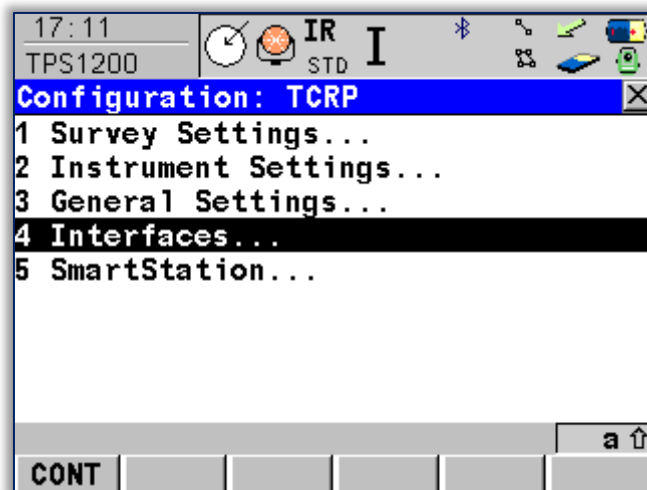 17:11
TPS1200
IR
STD
I
Configuration: TCRP
1 Survey Settings...
2 Instrument Settings...
3 General Settings...
4 Interfaces...
5 SmartStation...
a
CONT